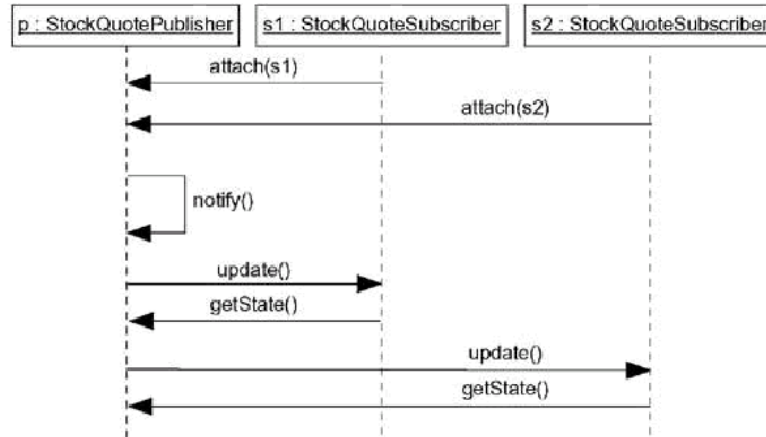 p : StockQuotePublisher
s1 : StockQuoteSubscriber
s2 : StockQuoteSubscriber
attach(s1)
attach(s2)
notify()
update()
getState()
update()
getState()